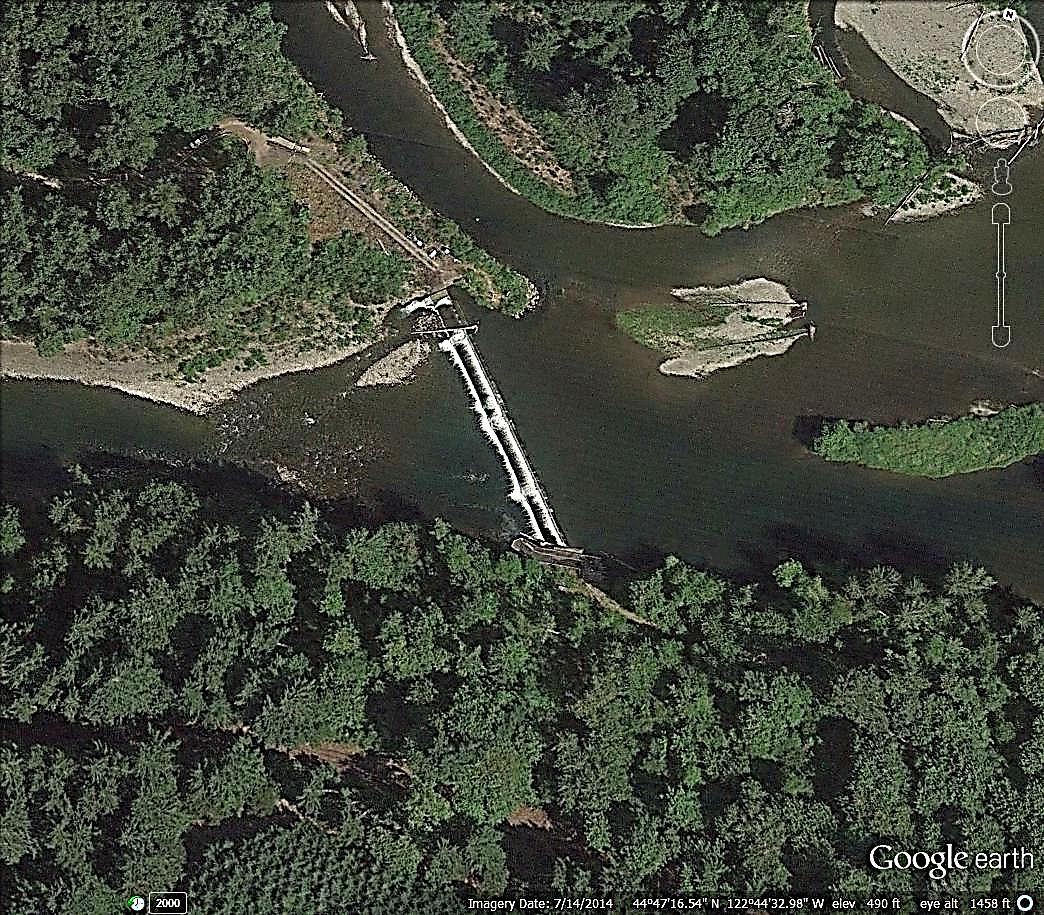 N
Google earth
2000
Imagery Date: 7/14/2014 44°47'16.54" N 122°44'32.98" W elev 490 ft eye alt 1458 ft